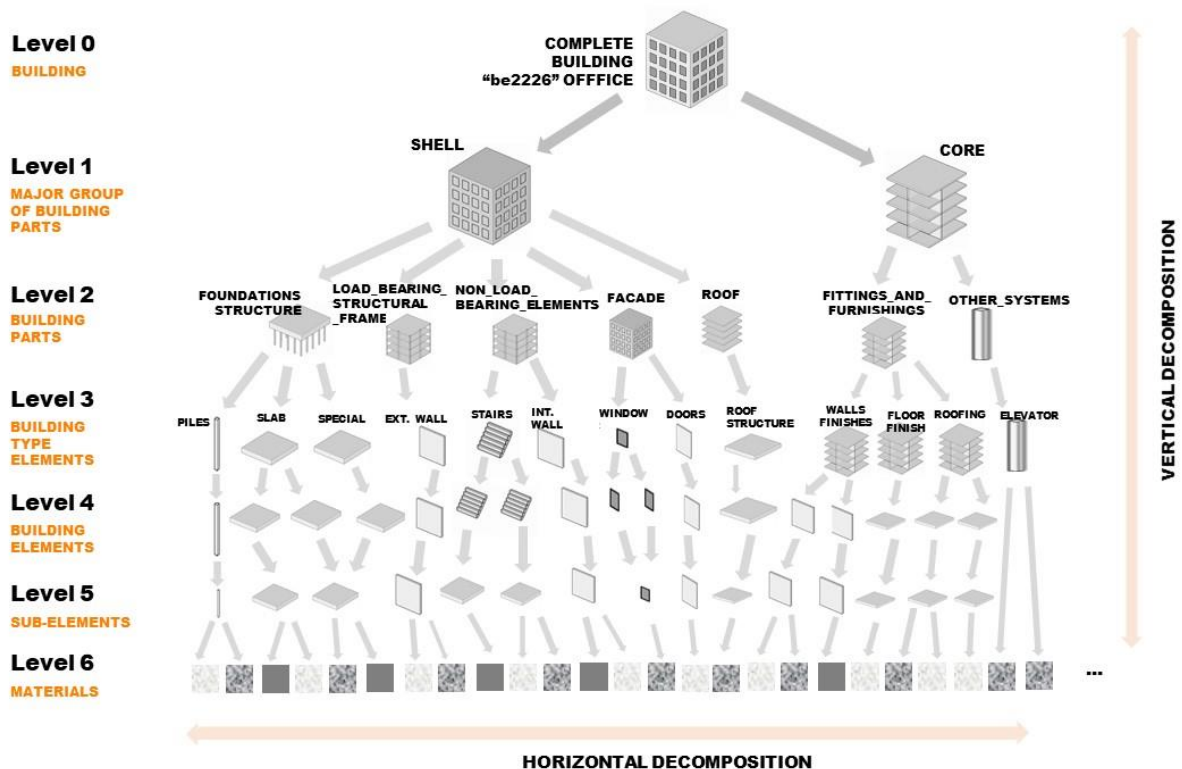 Level 0
BUILDING
COMPLETE
BUILDING
“be2226” OFFFICE
Level 1
MAJOR GROUP
OF BUILDING
PARTS
SHELL
CORE
Level 2
BUILDING
PARTS
FOUNDATIONS
STRUCTURE
LOAD_BEARING_
STRUCTURAL
_FRAME
NON_LOAD_
BEARING_ELEMENTS
FACADE
ROOF
FITTINGS_AND_
FURNISHINGS
OTHER_SYSTEMS
Level 3
BUILDING
TYPE
ELEMENTS
PILES
SLAB
SPECIAL
EXT. WALL
STAIRS
INT.
WALL
WINDOW
DOORS
ROOF
STRUCTURE
WALLS
FINISHES
FLOOR
FINISH
ROOFING
ELEVATOR
Level 4
BUILDING
ELEMENTS
Level 5
SUB-ELEMENTS
Level 6
MATERIALS
...
VERTICAL DECOMPOSITION
HORIZONTAL DECOMPOSITION